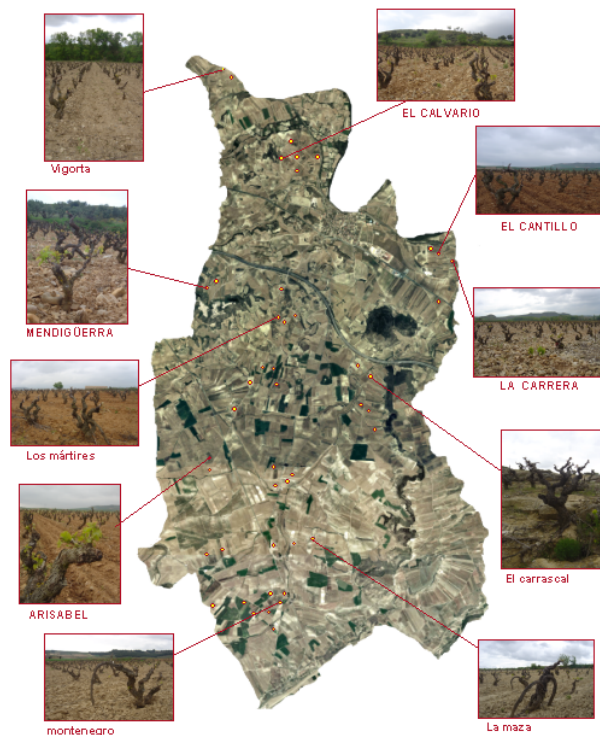 EL CALVARIO
Vigorta
EL CANTILLO
MENDIGÜERRA
LA CARRERA
Los mártires
El carrascal
ARISABEL
montenegro
La maza